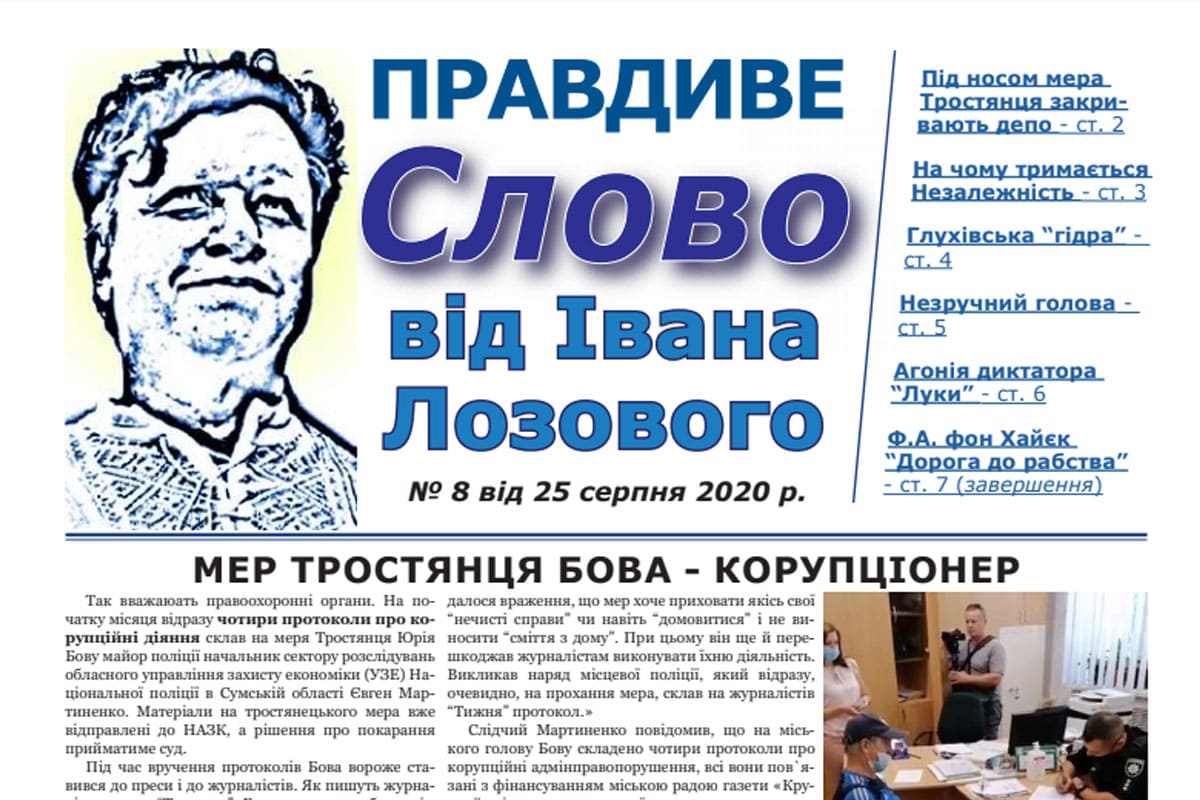 ПРАВДИВЕ
Слово
від Івана
Лозового
№ 8 від 25 серпня 2020 р.
Під носом мера
Тростянця закри-
вають депо - ст. 2
На чому тримається
Незалежність - ст. 3
Глухівська “гідра” -
ст. 4
Незручний голова -
ст. 5
Агонія диктатора
“Луки” - ст. 6
Ф.А. фон Хайєк
“Дорога до рабства”
- ст. 7 (завершення)
МЕР ТРОСТЯНЦЯ БОВА - КОРУПЦІОНЕР
Так вважаюать правоохоронні органи. На по-
чатку місяця відразу чотири протоколи про ко-
рупційні діяння склав на меря Тростянця Юрія
Бову майор поліції начальник сектору розслідувань
обласного управління захисту економіки (УЗЕ) На-
ціональної поліції в Сумській області Євген Мар-
тиненко. Матеріали на тростянецького мера вже
відправлені до НАЗК, а рішення про покарання
прийматиме суд.
Під час вручення протоколів Бова вороже ста-
вився до преси і до журналістів. Як пишуть журна-
далося враження, що мер хоче приховати якісь свої
“нечисті справи” чи навіть “домовитися” і не ви-
носити “сміття з дому”. При цьому він ще й пере-
шкоджав журналістам виконувати їхню діяльність.
Викликав наряд місцевої поліції, який відразу,
очевидно, на прохання мера, склав на журналістів
“Тижня” протокол.»
Слідчий Мартиненко повідомив, що на місь-
кого голову Бову складено чотири протоколи про
корупційні адмінправопорушення, всі вони пов`я-
зані з фінансуванням міською радою газети «Кру-